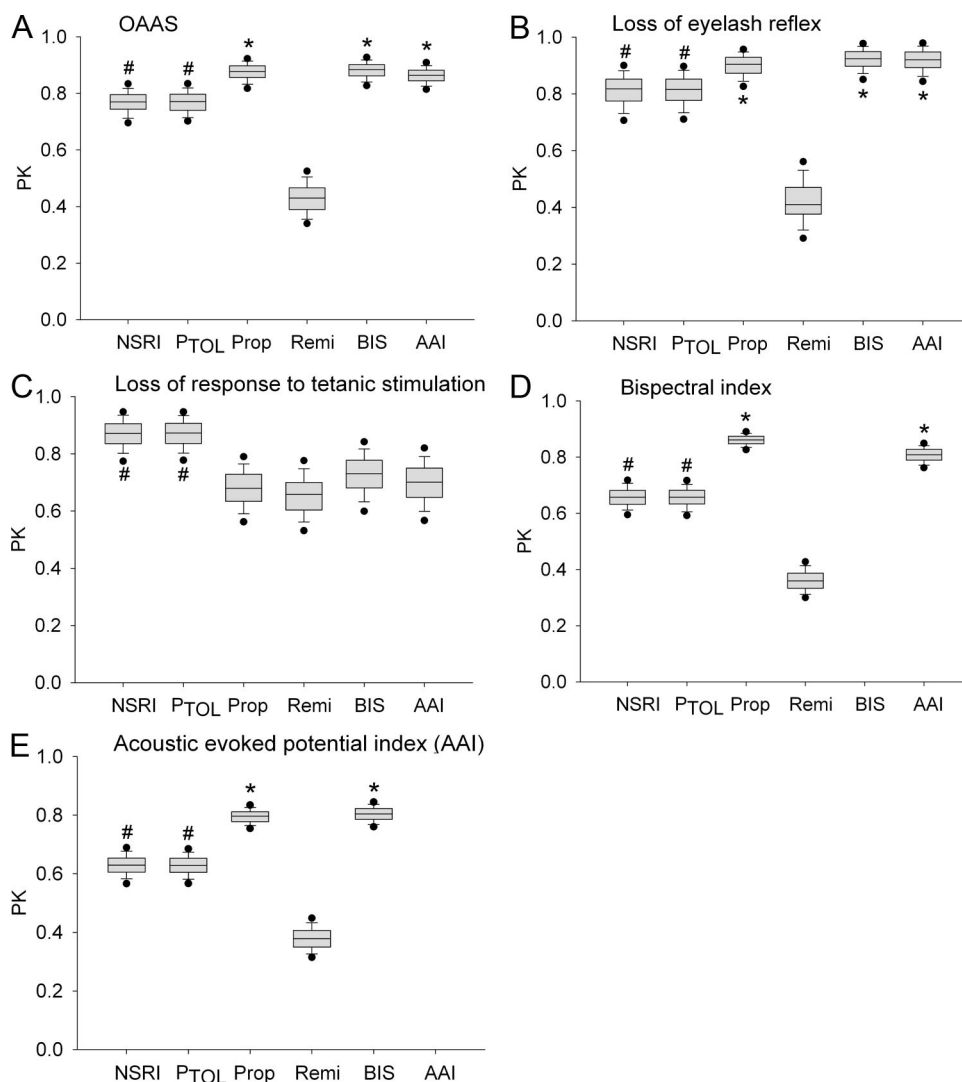 A OAAS
1.0
# # * * *
0.8
0.6
PK
0.4
0.2
0.0
NSRI PTOL Prop Remi BIS AAI
B Loss of eyelash reflex
1.0
# #
0.8
* * *
0.6
PK
0.4
0.2
0.0
NSRI PTOL Prop Remi BIS AAI
C Loss of response to tetanic stimulation
1.0
0.8
# #
0.6
PK
0.4
0.2
0.0
NSRI PTOL Prop Remi BIS AAI
D Bispectral index
1.0
* *
0.8
# #
0.6
PK
0.4
0.2
0.0
NSRI PTOL Prop Remi BIS AAI
E Acoustic evoked potential index (AAI)
1.0
* *
0.8
# #
0.6
PK
0.4
0.2
0.0
NSRI PTOL Prop Remi BIS AAI